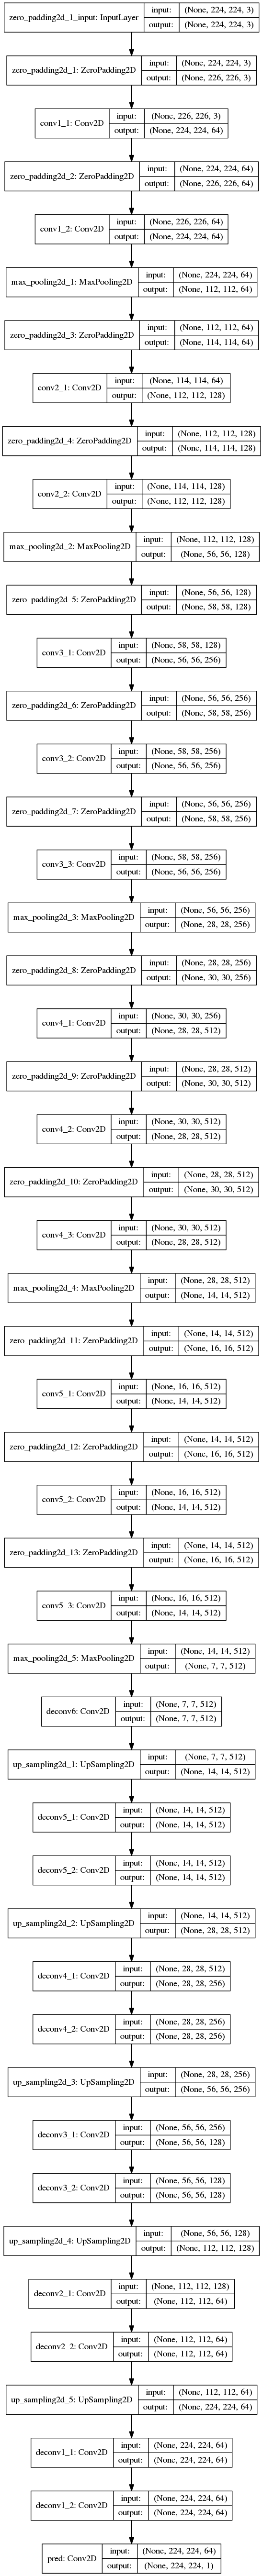 zero_padding2d_1_input: InputLayer input: (None, 224, 224, 3)
output: (None, 224, 224, 3)
zero_padding2d_1: ZeroPadding2D input: (None, 224, 224, 3)
output: (None, 226, 226, 3)
conv1_1: Conv2D input: (None, 226, 226, 3)
output: (None, 224, 224, 64)
zero_padding2d_2: ZeroPadding2D input: (None, 224, 224, 64)
output: (None, 226, 226, 64)
conv1_2: Conv2D input: (None, 226, 226, 64)
output: (None, 224, 224, 64)
max_pooling2d_1: MaxPooling2D input: (None, 224, 224, 64)
output: (None, 112, 112, 64)
zero_padding2d_3: ZeroPadding2D input: (None, 112, 112, 64)
output: (None, 114, 114, 64)
conv2_1: Conv2D input: (None, 114, 114, 64)
output: (None, 112, 112, 128)
zero_padding2d_4: ZeroPadding2D input: (None, 112, 112, 128)
output: (None, 114, 114, 128)
conv2_2: Conv2D input: (None, 114, 114, 128)
output: (None, 112, 112, 128)
max_pooling2d_2: MaxPooling2D input: (None, 112, 112, 128)
output: (None, 56, 56, 128)
zero_padding2d_5: ZeroPadding2D input: (None, 56, 56, 128)
output: (None, 58, 58, 128)
conv3_1: Conv2D input: (None, 58, 58, 128)
output: (None, 56, 56, 256)
zero_padding2d_6: ZeroPadding2D input: (None, 56, 56, 256)
output: (None, 58, 58, 256)
conv3_2: Conv2D input: (None, 58, 58, 256)
output: (None, 56, 56, 256)
zero_padding2d_7: ZeroPadding2D input: (None, 56, 56, 256)
output: (None, 58, 58, 256)
conv3_3: Conv2D input: (None, 58, 58, 256)
output: (None, 56, 56, 256)
max_pooling2d_3: MaxPooling2D input: (None, 56, 56, 256)
output: (None, 28, 28, 256)
zero_padding2d_8: ZeroPadding2D input: (None, 28, 28, 256)
output: (None, 30, 30, 256)
conv4_1: Conv2D input: (None, 30, 30, 256)
output: (None, 28, 28, 512)
zero_padding2d_9: ZeroPadding2D input: (None, 28, 28, 512)
output: (None, 30, 30, 512)
conv4_2: Conv2D input: (None, 30, 30, 512)
output: (None, 28, 28, 512)
zero_padding2d_10: ZeroPadding2D input: (None, 28, 28, 512)
output: (None, 30, 30, 512)
conv4_3: Conv2D input: (None, 30, 30, 512)
output: (None, 28, 28, 512)
max_pooling2d_4: MaxPooling2D input: (None, 28, 28, 512)
output: (None, 14, 14, 512)
zero_padding2d_11: ZeroPadding2D input: (None, 14, 14, 512)
output: (None, 16, 16, 512)
conv5_1: Conv2D input: (None, 16, 16, 512)
output: (None, 14, 14, 512)
zero_padding2d_12: ZeroPadding2D input: (None, 14, 14, 512)
output: (None, 16, 16, 512)
conv5_2: Conv2D input: (None, 16, 16, 512)
output: (None, 14, 14, 512)
zero_padding2d_13: ZeroPadding2D input: (None, 14, 14, 512)
output: (None, 16, 16, 512)
conv5_3: Conv2D input: (None, 16, 16, 512)
output: (None, 14, 14, 512)
max_pooling2d_5: MaxPooling2D input: (None, 14, 14, 512)
output: (None, 7, 7, 512)
deconv6: Conv2D input: (None, 7, 7, 512)
output: (None, 7, 7, 512)
up_sampling2d_1: UpSampling2D input: (None, 7, 7, 512)
output: (None, 14, 14, 512)
deconv5_1: Conv2D input: (None, 14, 14, 512)
output: (None, 14, 14, 512)
deconv5_2: Conv2D input: (None, 14, 14, 512)
output: (None, 14, 14, 512)
up_sampling2d_2: UpSampling2D input: (None, 14, 14, 512)
output: (None, 28, 28, 512)
deconv4_1: Conv2D input: (None, 28, 28, 512)
output: (None, 28, 28, 256)
deconv4_2: Conv2D input: (None, 28, 28, 256)
output: (None, 28, 28, 256)
up_sampling2d_3: UpSampling2D input: (None, 28, 28, 256)
output: (None, 56, 56, 256)
deconv3_1: Conv2D input: (None, 56, 56, 256)
output: (None, 56, 56, 128)
deconv3_2: Conv2D input: (None, 56, 56, 128)
output: (None, 56, 56, 128)
up_sampling2d_4: UpSampling2D input: (None, 56, 56, 128)
output: (None, 112, 112, 128)
deconv2_1: Conv2D input: (None, 112, 112, 128)
output: (None, 112, 112, 64)
deconv2_2: Conv2D input: (None, 112, 112, 64)
output: (None, 112, 112, 64)
up_sampling2d_5: UpSampling2D input: (None, 112, 112, 64)
output: (None, 224, 224, 64)
deconv1_1: Conv2D input: (None, 224, 224, 64)
output: (None, 224, 224, 64)
deconv1_2: Conv2D input: (None, 224, 224, 64)
output: (None, 224, 224, 64)
pred: Conv2D input: (None, 224, 224, 64)
output: (None, 224, 224, 1)